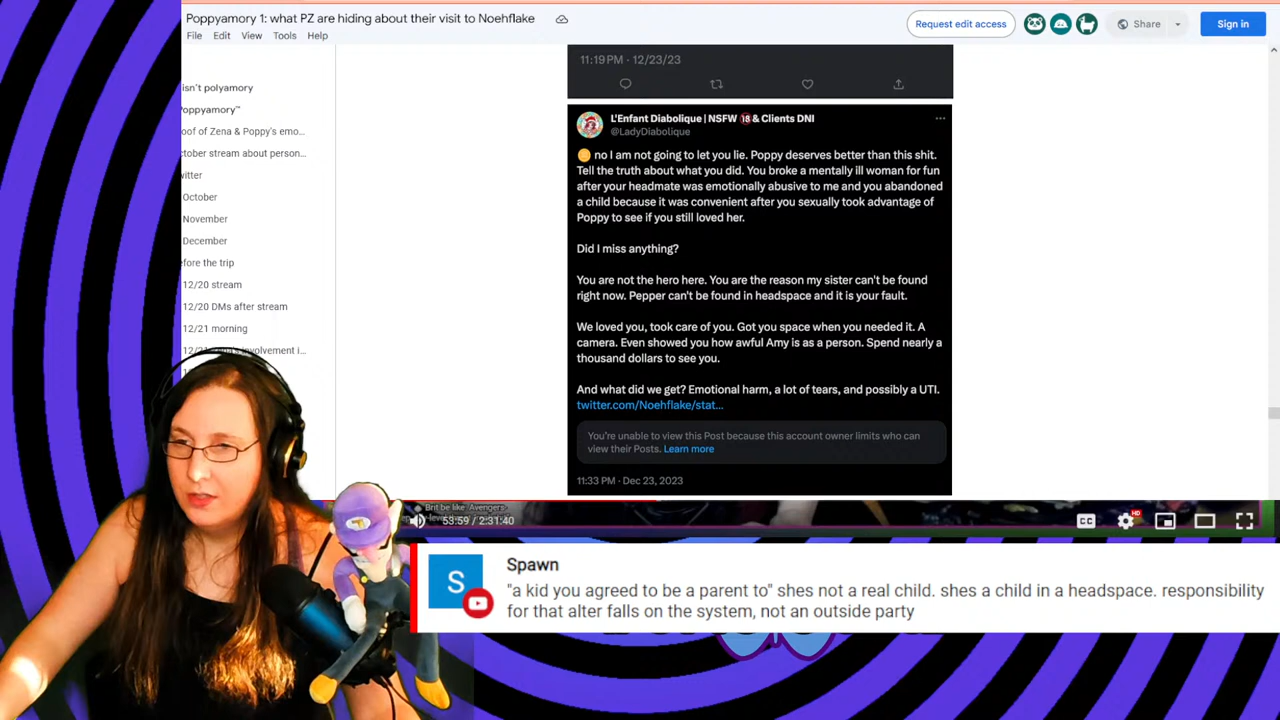 Poppyamory 1: what PZ are hiding about their visit to Noehflake
Request edit access
Share
Sign in
File Edit View Tools Help
isn't polyamory
oppyamory™
oof of Zena & Poppy's emo...
ctober stream about person...
witter
October
November
December
efore the trip
12/20 stream
12/20 DMs after stream
12/21 morning
11:19 PM · 12/23/23
L'Enfant Diabolique | NSFW 🔞& Clients DNI
@LadyDiabolique
no I am not going to let you lie. Poppy deserves better than this shit.
Tell the truth about what you did. You broke a mentally ill woman for fun
after your headmate was emotionally abusive to me and you abandoned
a child because it was convenient after you sexually took advantage of
Poppy to see if you still loved her.
Did I miss anything?
You are not the hero here. You are the reason my sister can't be found
right now. Pepper can't be found in headspace and it is your fault.
We loved you, took care of you. Got you space when you needed it. A
camera. Even showed you how awful Amy is as a person. Spend nearly a
thousand dollars to see you.
And what did we get? Emotional harm, a lot of tears, and possibly a UTI.
twitter.com/Noehflake/stat...
You're unable to view this Post because this account owner limits who can
view their Posts. Learn more
11:33 PM · Dec 23, 2023
Brit be like: Avengers
53:59 / 2:31:40
CC
HD
S
Spawn
"a kid you agreed to be a parent to" shes not a real child. shes a child in a headspace. responsibility
for that alter falls on the system, not an outside party